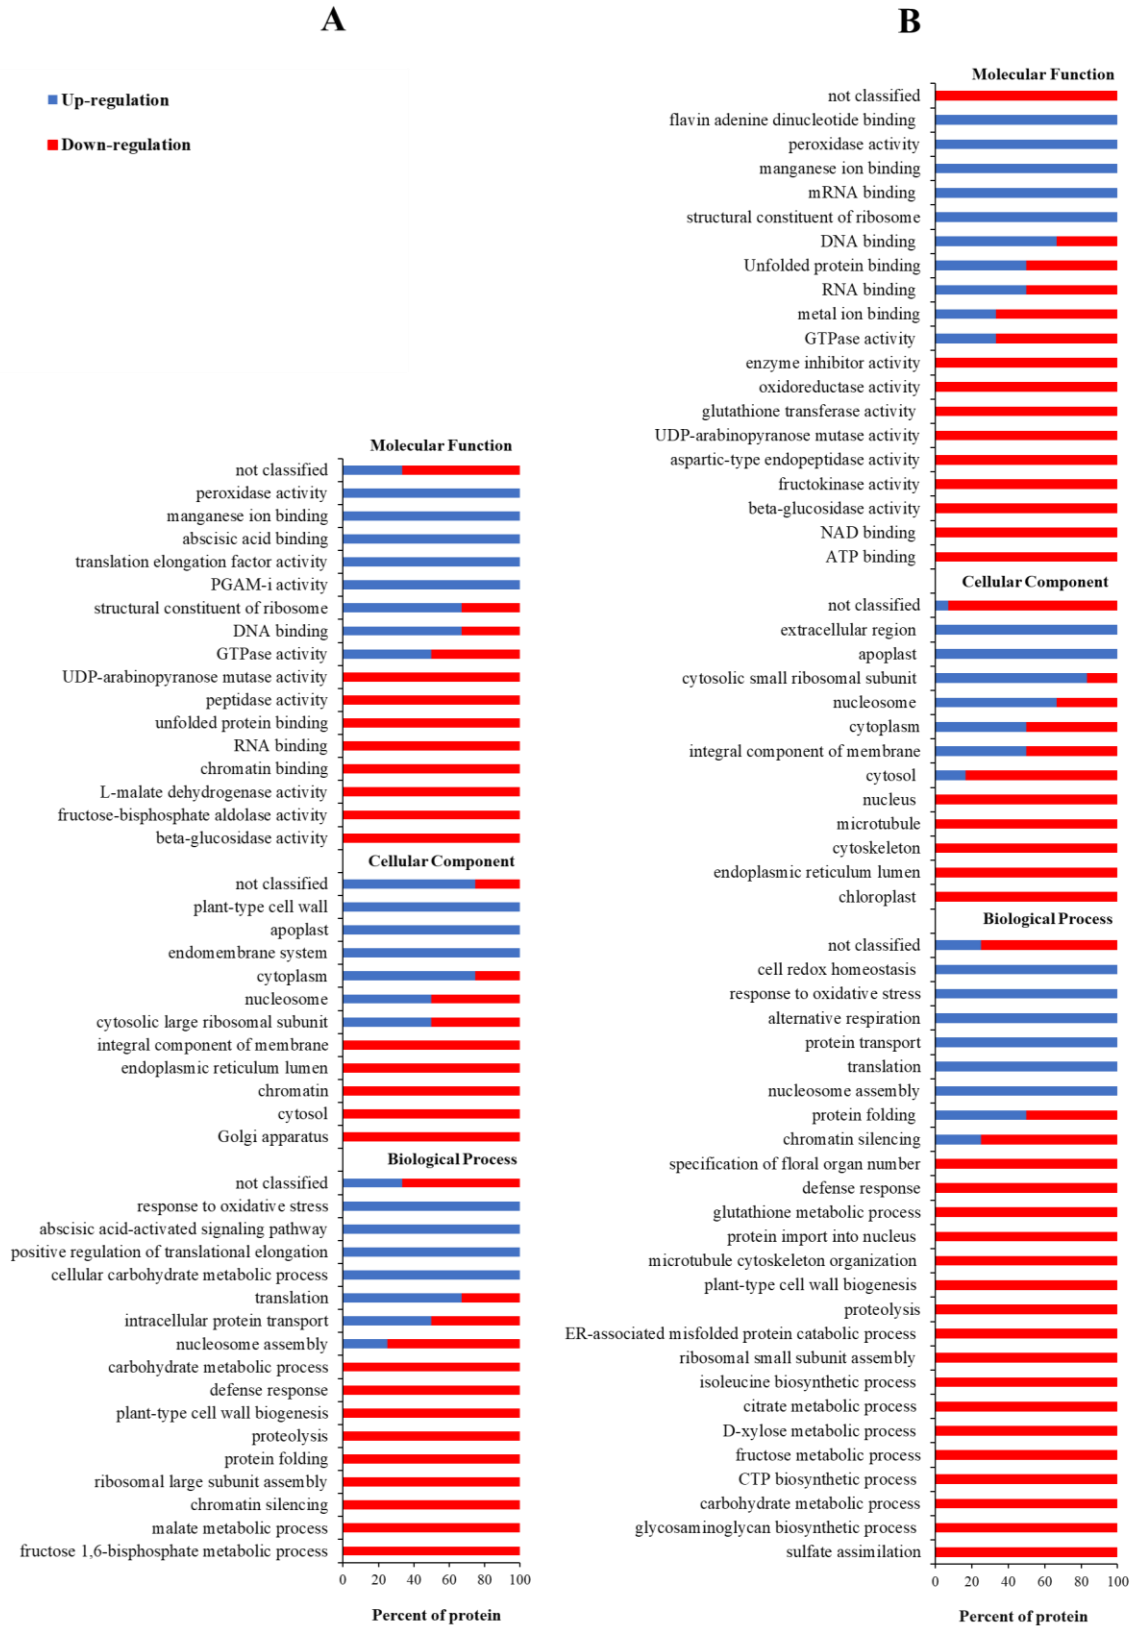 A
Up-regulation
Down-regulation
Molecular Function
not classified
peroxidase activity
manganese ion binding
abscisic acid binding
translation elongation factor activity
PGAM-i activity
structural constituent of ribosome
DNA binding
GTPase activity
UDP-arabinopyranose mutase activity
peptidase activity
unfolded protein binding
RNA binding
chromatin binding
L-malate dehydrogenase activity
fructose-bisphosphate aldolase activity
beta-glucosidase activity
Cellular Component
not classified
plant-type cell wall
apoplast
endomembrane system
cytoplasm
nucleosome
cytosolic large ribosomal subunit
integral component of membrane
endoplasmic reticulum lumen
chromatin
cytosol
Golgi apparatus
Biological Process
not classified
response to oxidative stress
abscisic acid-activated signaling pathway
positive regulation of translational elongation
cellular carbohydrate metabolic process
translation
intracellular protein transport
nucleosome assembly
carbohydrate metabolic process
defense response
plant-type cell wall biogenesis
proteolysis
protein folding
ribosomal large subunit assembly
chromatin silencing
malate metabolic process
fructose 1,6-bisphosphate metabolic process
0 20 40 60 80 100
Percent of protein
B
Molecular Function
not classified
flavin adenine dinucleotide binding
peroxidase activity
manganese ion binding
mRNA binding
structural constituent of ribosome
DNA binding
Unfolded protein binding
RNA binding
metal ion binding
GTPase activity
enzyme inhibitor activity
oxidoreductase activity
glutathione transferase activity
UDP-arabinopyranose mutase activity
aspartic-type endopeptidase activity
fructokinase activity
beta-glucosidase activity
NAD binding
ATP binding
Cellular Component
not classified
extracellular region
apoplast
cytosolic small ribosomal subunit
nucleosome
cytoplasm
integral component of membrane
cytosol
nucleus
microtubule
cytoskeleton
endoplasmic reticulum lumen
chloroplast
Biological Process
not classified
cell redox homeostasis
response to oxidative stress
alternative respiration
protein transport
translation
nucleosome assembly
protein folding
chromatin silencing
specification of floral organ number
defense response
glutathione metabolic process
protein import into nucleus
microtubule cytoskeleton organization
plant-type cell wall biogenesis
proteolysis
ER-associated misfolded protein catabolic process
ribosomal small subunit assembly
isoleucine biosynthetic process
citrate metabolic process
D-xylose metabolic process
fructose metabolic process
CTP biosynthetic process
carbohydrate metabolic process
glycosaminoglycan biosynthetic process
sulfate assimilation
0 20 40 60 80 100
Percent of protein